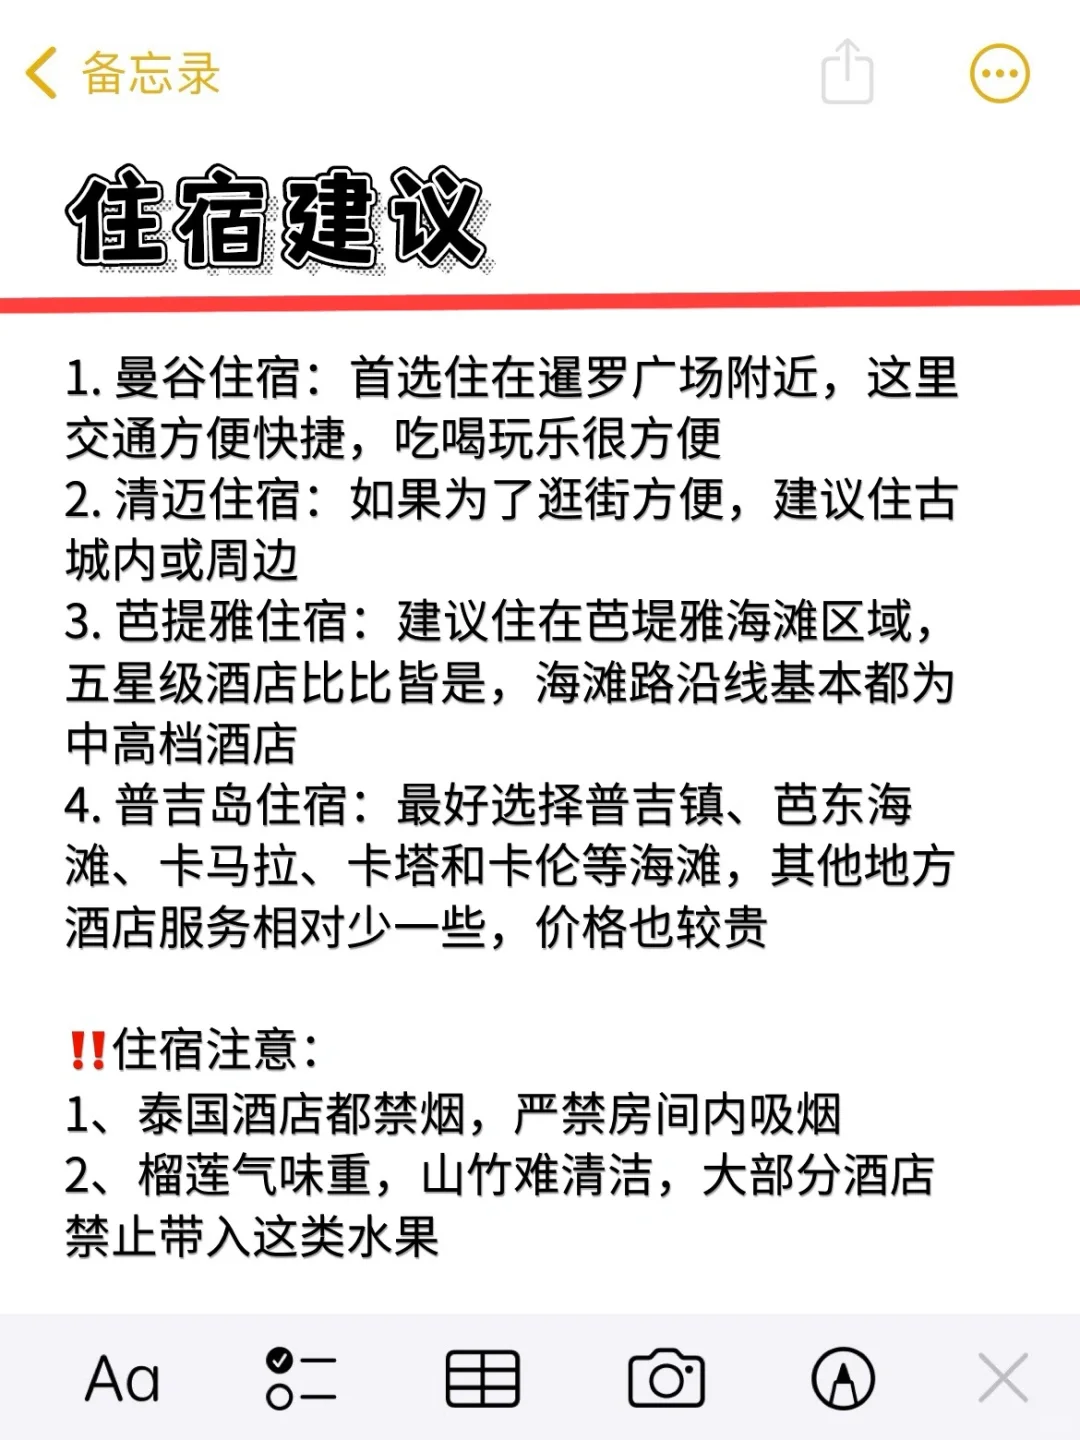 备忘录
住宿建议
1. 曼谷住宿：首选住在暹罗广场附近，这里
交通方便快捷，吃喝玩乐很方便
2. 清迈住宿：如果为了逛街方便，建议住古
城内或周边
3. 芭提雅住宿：建议住在芭堤雅海滩区域，
五星级酒店比比皆是，海滩路沿线基本都为
中高档酒店
4. 普吉岛住宿：最好选择普吉镇、芭东海
滩、卡马拉、卡塔和卡伦等海滩，其他地方
酒店服务相对少一些，价格也较贵
‼️住宿注意：
1、泰国酒店都禁烟，严禁房间内吸烟
2、榴莲气味重，山竹难清洁，大部分酒店
禁止带入这类水果
Aa